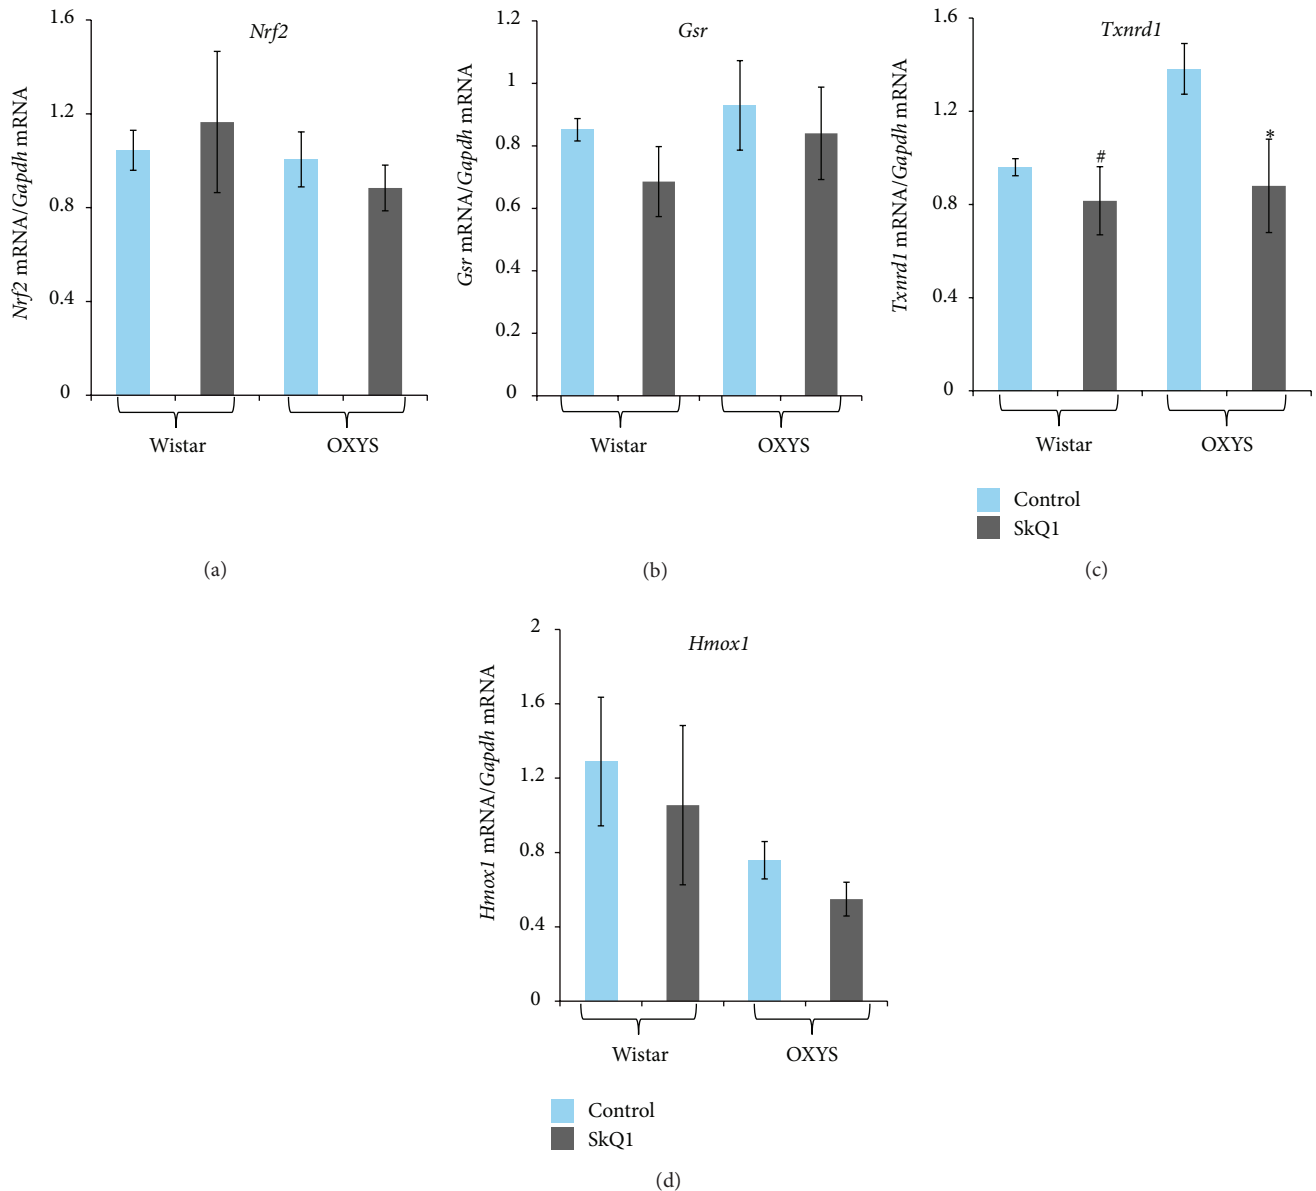 Nrf2
Nrf2 mRNA/Gapdh mRNA
1.6
1.2
0.8
0.4
0
Wistar
OXYS
(a)
Gsr
Gsr mRNA/Gapdh mRNA
1.2
1
0.8
0.6
0.4
0.2
0
Wistar
OXYS
(b)
Txnrd1
Txnrd1 mRNA/Gapdh mRNA
1.6
1.2
0.8
0.4
0
#
*
Wistar
OXYS
Control
SkQ1
(c)
Hmox1
Hmox1 mRNA/Gapdh mRNA
2
1.6
1.2
0.8
0.4
0
Wistar
OXYS
Control
SkQ1
(d)